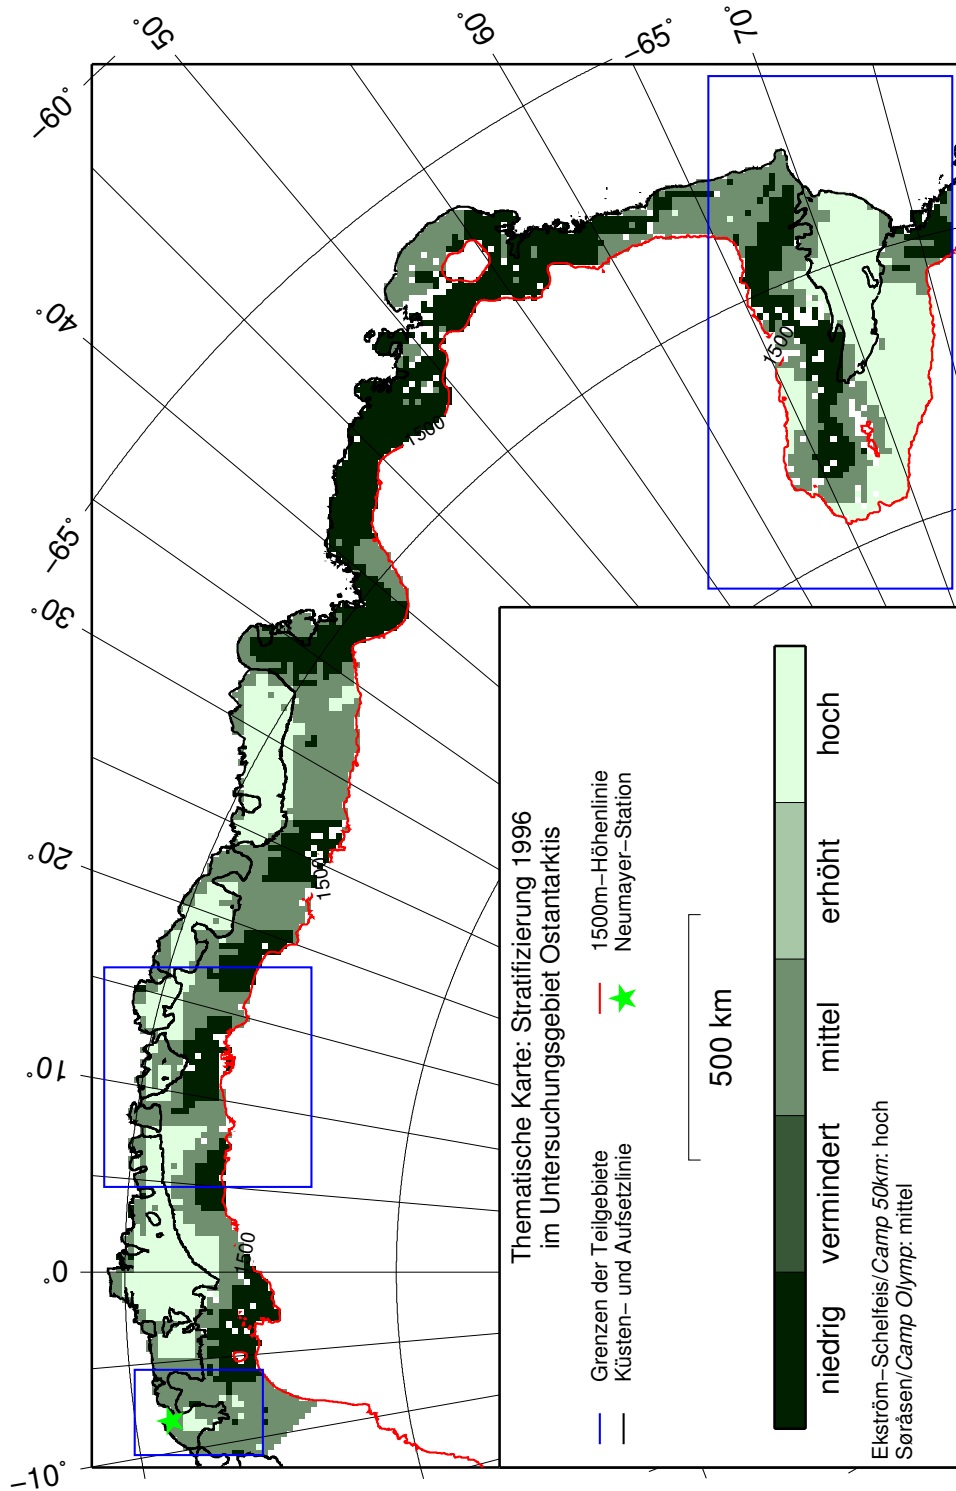 Thematische Karte: Stratifizierung 1996
im Untersuchungsgebiet Ostantarktis
Grenzen der Teilgebiete
Küsten− und Aufsetzlinie
1500m−Höhenlinie
Neumayer−Station
500 km
niedrig vermindert mittel erhöht hoch
Ekström−Schelfeis/Camp 50km: hoch
Søråsen/Camp Olymp: mittel
−10˚
0˚
10˚
20˚
30˚
−65˚
40˚
−60˚
50˚
60˚
−65˚
70˚
1500
1500
1500
1500